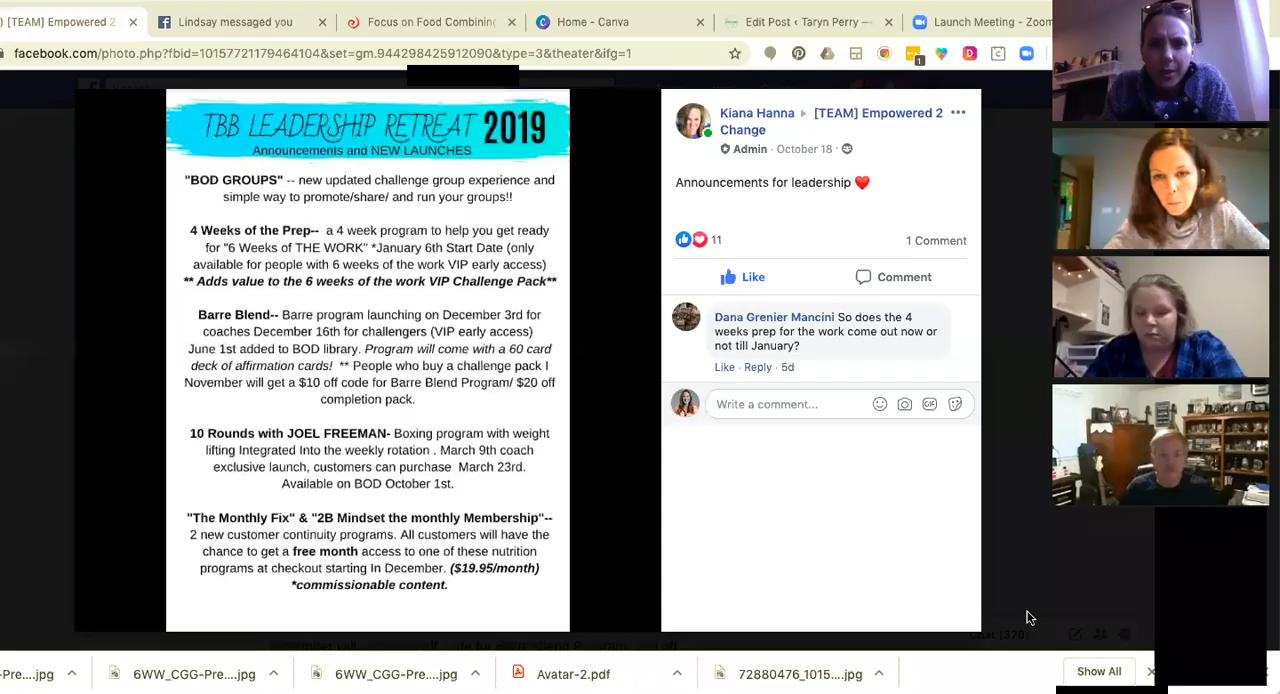 ] [TEAM] Empowered 2
Lindsay messaged you
Focus on Food Combining
Home - Canva
Edit Post ‹ Taryn Perry —
Launch Meeting - Zoom
facebook.com/photo.php?fbid=10157721179464104&set=gm.944298425912090&type=3&theater&ifg=1
1
TBB LEADERSHIP RETREAT 2019
Announcements and NEW LAUNCHES
"BOD GROUPS" -- new updated challenge group experience and
simple way to promote/share/ and run your groups!!
4 Weeks of the Prep-- a 4 week program to help you get ready
for "6 Weeks of THE WORK" *January 6th Start Date (only
available for people with 6 weeks of the work VIP early access)
** Adds value to the 6 weeks of the work VIP Challenge Pack**
Barre Blend-- Barre program launching on December 3rd for
coaches December 16th for challengers (VIP early access)
June 1st added to BOD library. Program will come with a 60 card
deck of affirmation cards! ** People who buy a challenge pack I
November will get a $10 off code for Barre Blend Program/ $20 off
completion pack.
10 Rounds with JOEL FREEMAN- Boxing program with weight
lifting Integrated Into the weekly rotation . March 9th coach
exclusive launch, customers can purchase March 23rd.
Available on BOD October 1st.
"The Monthly Fix" & "2B Mindset the monthly Membership"--
2 new customer continuity programs. All customers will have the
chance to get a free month access to one of these nutrition
programs at checkout starting In December. ($19.95/month)
*commissionable content.
Kiana Hanna ▸ [TEAM] Empowered 2
Change
Admin · October 18 ·
Announcements for leadership ❤️
11
1 Comment
Like
Comment
Dana Grenier Mancini So does the 4
weeks prep for the work come out now or
not till January?
Like · Reply · 5d
Write a comment...
GIF
Chat (370)
-Pre....jpg
6WW_CGG-Pre....jpg
6WW_CGG-Pre....jpg
Avatar-2.pdf
72880476_1015....jpg
Show All